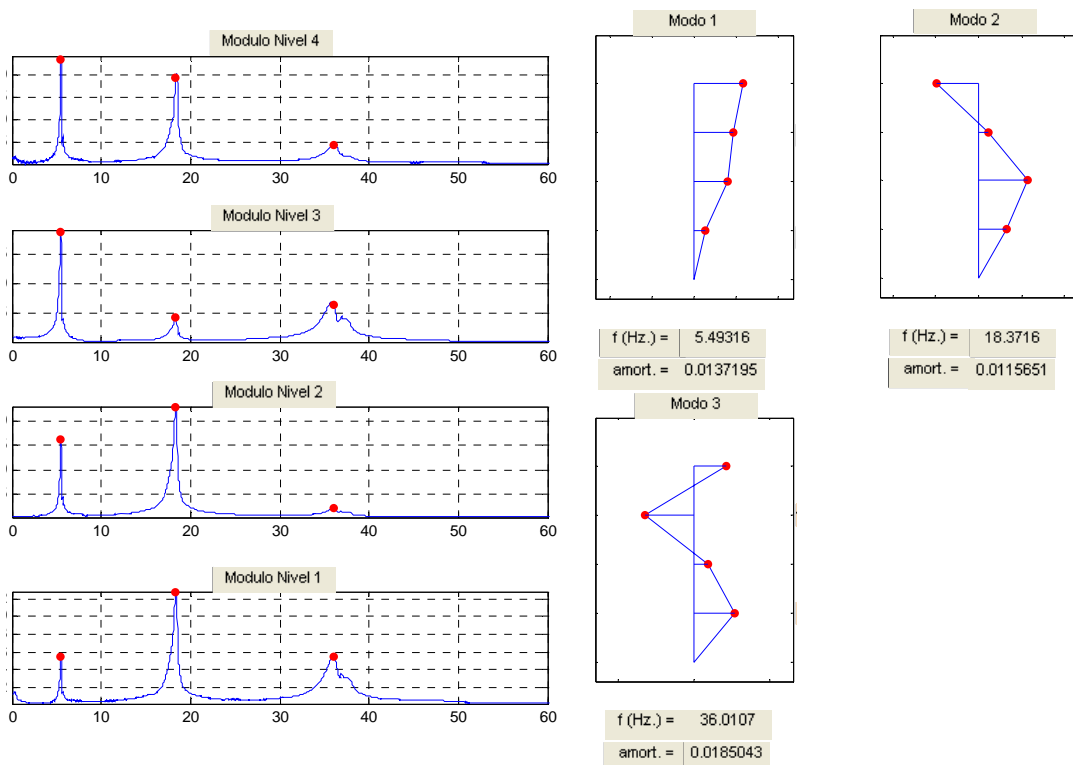 Modulo Nivel 4
0 10 20 30 40 50 60
Modulo Nivel 3
0 10 20 30 40 50 60
Modulo Nivel 2
0 10 20 30 40 50 60
Modulo Nivel 1
0 10 20 30 40 50 60
Modo 1
f (Hz.) = 5.49316
amort. = 0.0137195
Modo 2
f (Hz.) = 18.3716
amort. = 0.0115651
Modo 3
f (Hz.) = 36.0107
amort. = 0.0185043